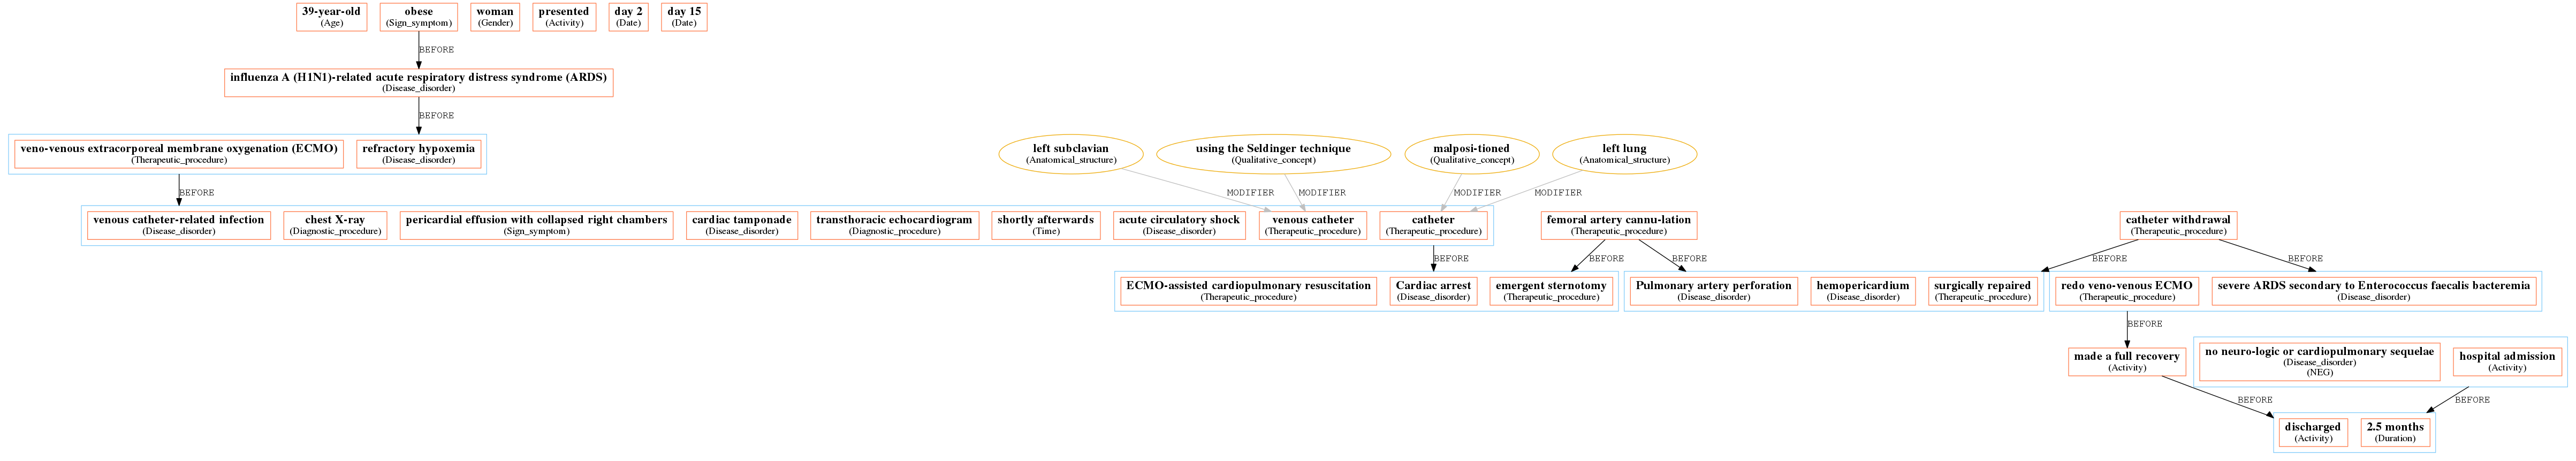 39-year-old
(Age)
obese
(Sign_symptom)
woman
(Gender)
presented
(Activity)
day 2
(Date)
day 15
(Date)
BEFORE
influenza A (H1N1)-related acute respiratory distress syndrome (ARDS)
(Disease_disorder)
BEFORE
veno-venous extracorporeal membrane oxygenation (ECMO)
(Therapeutic_procedure)
refractory hypoxemia
(Disease_disorder)
left subclavian
(Anatomical_structure)
using the Seldinger technique
(Qualitative_concept)
malposi-tioned
(Qualitative_concept)
left lung
(Anatomical_structure)
BEFORE
MODIFIER
MODIFIER
MODIFIER
MODIFIER
venous catheter-related infection
(Disease_disorder)
chest X-ray
(Diagnostic_procedure)
pericardial effusion with collapsed right chambers
(Sign_symptom)
cardiac tamponade
(Disease_disorder)
transthoracic echocardiogram
(Diagnostic_procedure)
shortly afterwards
(Time)
acute circulatory shock
(Disease_disorder)
venous catheter
(Therapeutic_procedure)
catheter
(Therapeutic_procedure)
femoral artery cannu-lation
(Therapeutic_procedure)
catheter withdrawal
(Therapeutic_procedure)
BEFORE
BEFORE
BEFORE
BEFORE
BEFORE
ECMO-assisted cardiopulmonary resuscitation
(Therapeutic_procedure)
Cardiac arrest
(Disease_disorder)
emergent sternotomy
(Therapeutic_procedure)
Pulmonary artery perforation
(Disease_disorder)
hemopericardium
(Disease_disorder)
surgically repaired
(Therapeutic_procedure)
redo veno-venous ECMO
(Therapeutic_procedure)
severe ARDS secondary to Enterococcus faecalis bacteremia
(Disease_disorder)
BEFORE
made a full recovery
(Activity)
no neuro-logic or cardiopulmonary sequelae
(Disease_disorder)
(NEG)
hospital admission
(Activity)
BEFORE
BEFORE
discharged
(Activity)
2.5 months
(Duration)